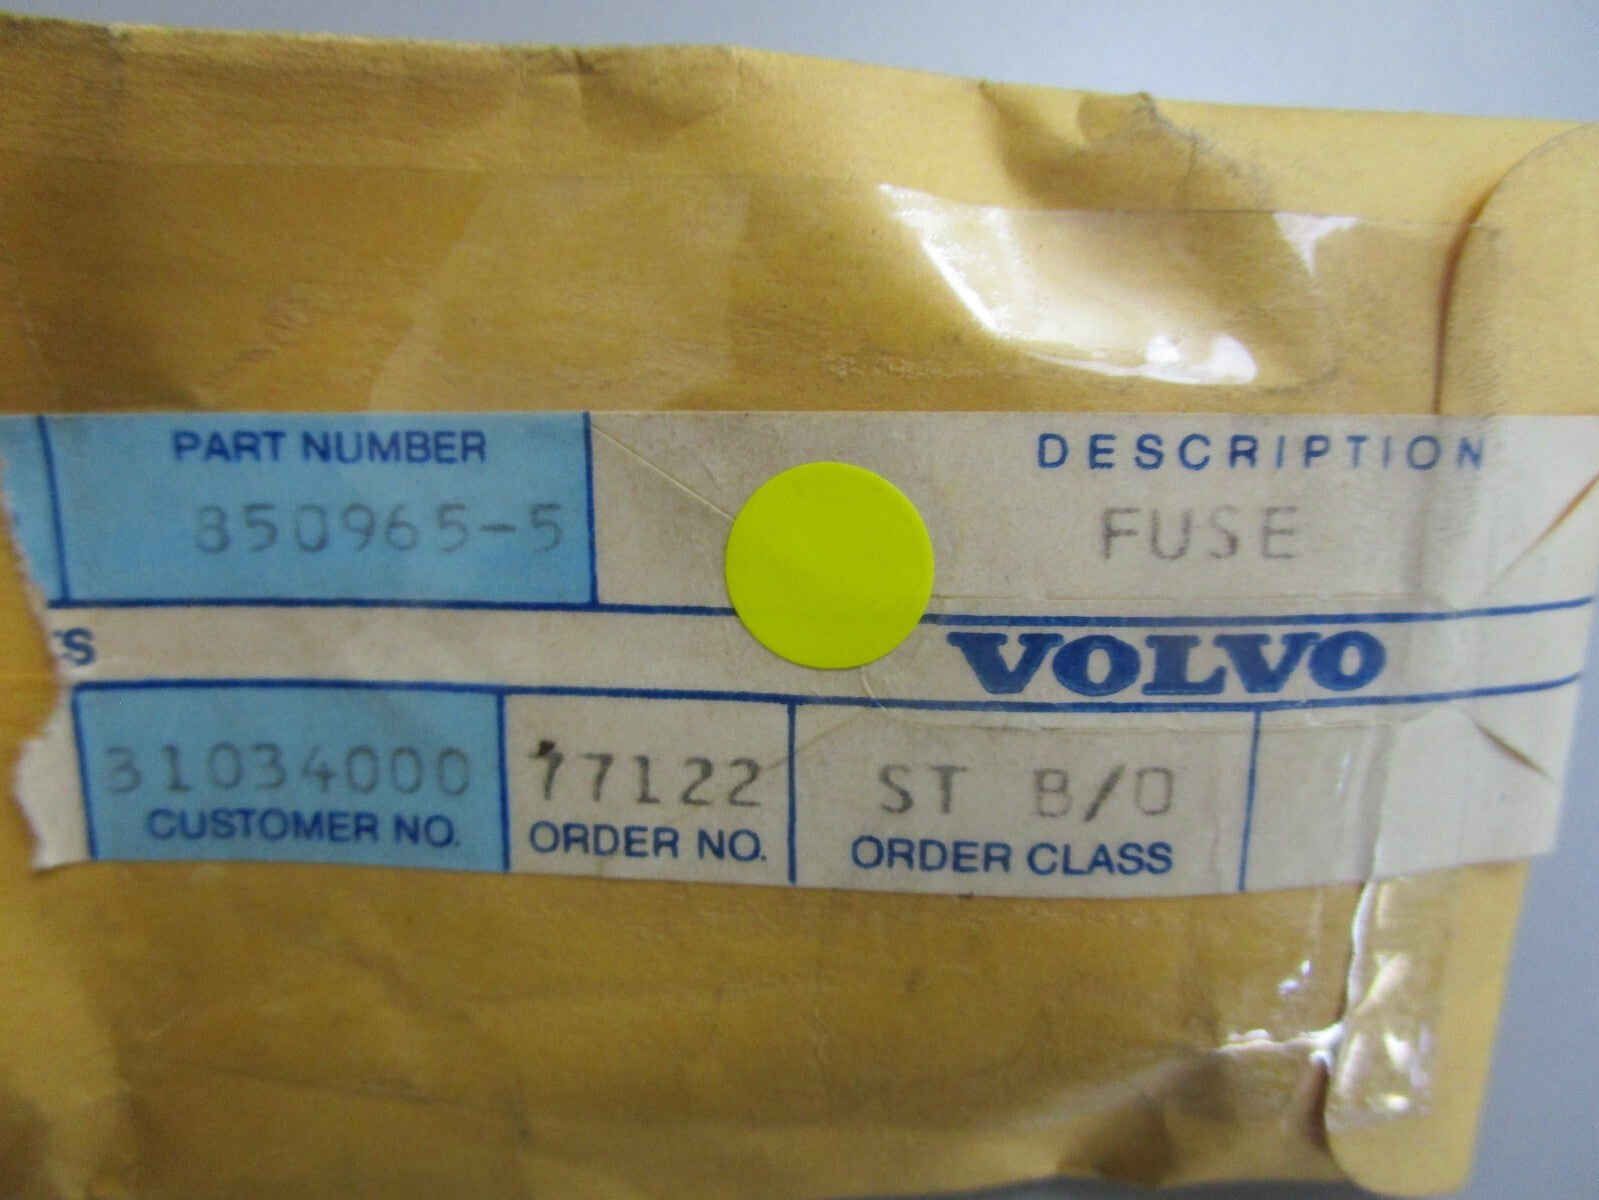 PART NUMBER
DESCRIPTION
850965-5
FUSE
VOLVO
31034000
77122
ST B/O
CUSTOMER NO.
ORDER NO.
ORDER CLASS